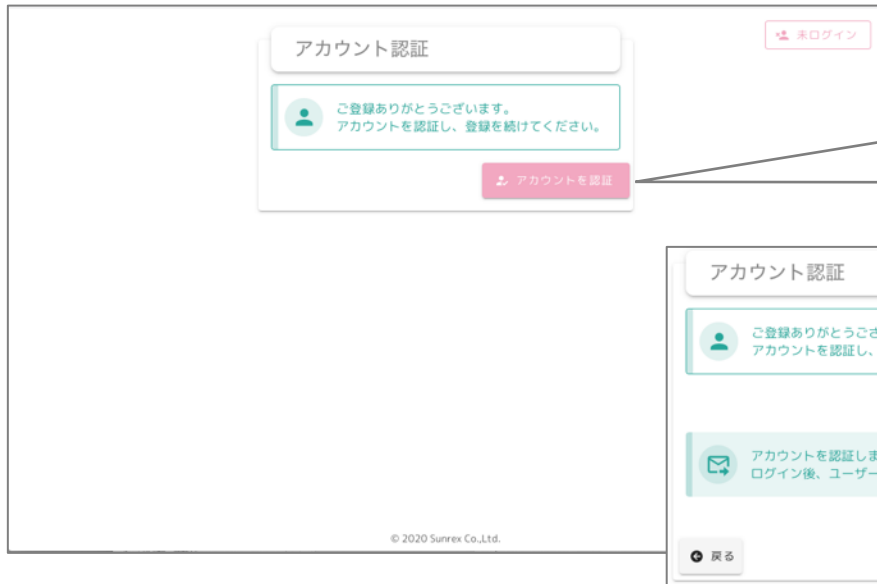 アカウント認証
未ログイン
ご登録ありがとうございます。
アカウントを認証し、登録を続けてください。
アカウントを認証
アカウント認証
ご登録ありがとうござ
アカウントを認証し、
アカウントを認証しま
ログイン後、ユーザー
© 2020 Sunrex Co.,Ltd.
戻る